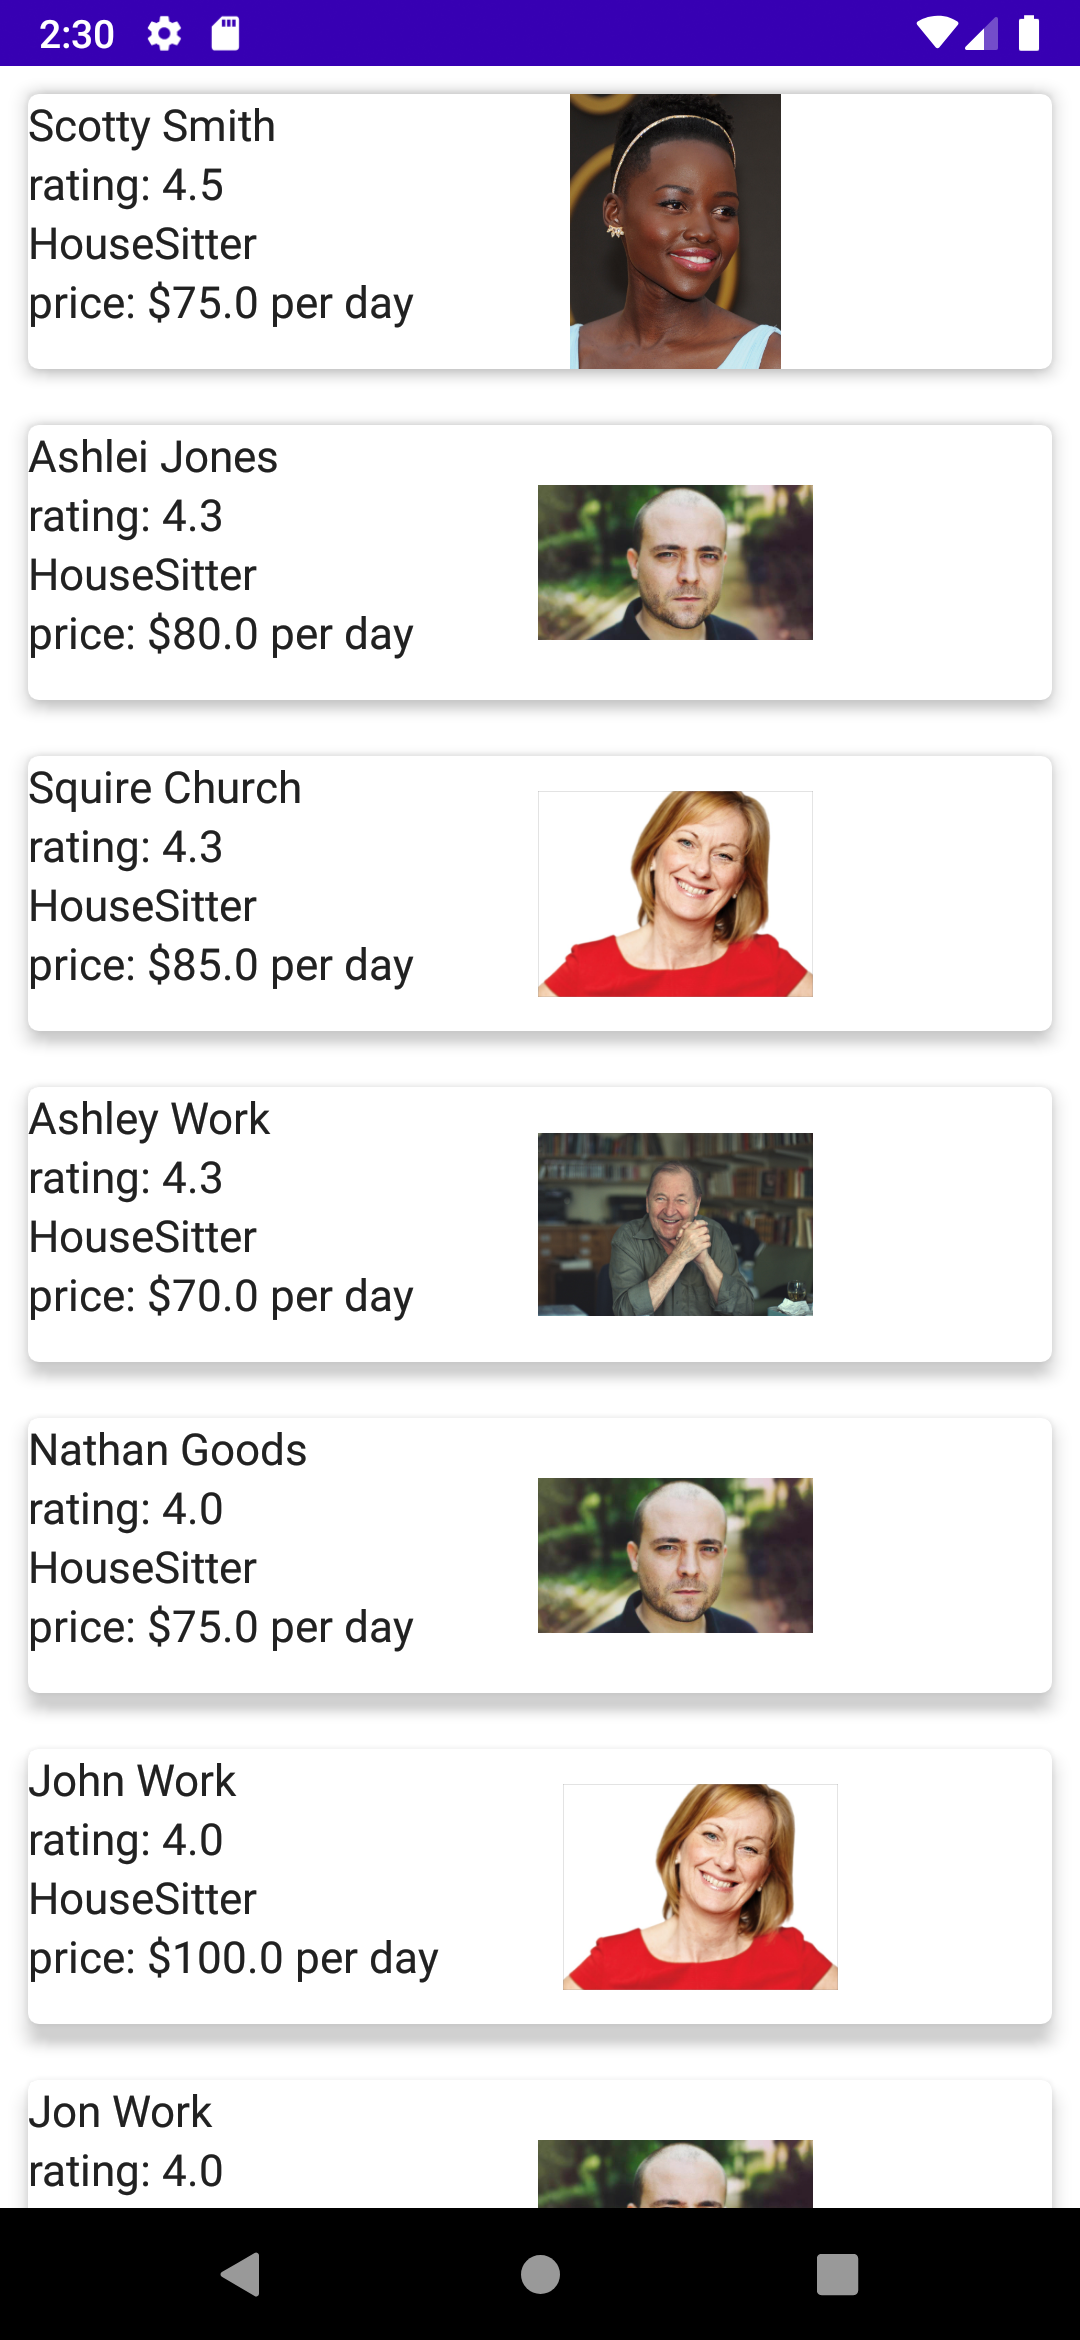 2:30
Scotty Smith
rating: 4.5
HouseSitter
price: $75.0 per day
Ashlei Jones
rating: 4.3
HouseSitter
price: $80.0 per day
Squire Church
rating: 4.3
HouseSitter
price: $85.0 per day
Ashley Work
rating: 4.3
HouseSitter
price: $70.0 per day
Nathan Goods
rating: 4.0
HouseSitter
price: $75.0 per day
John Work
rating: 4.0
HouseSitter
price: $100.0 per day
Jon Work
rating: 4.0